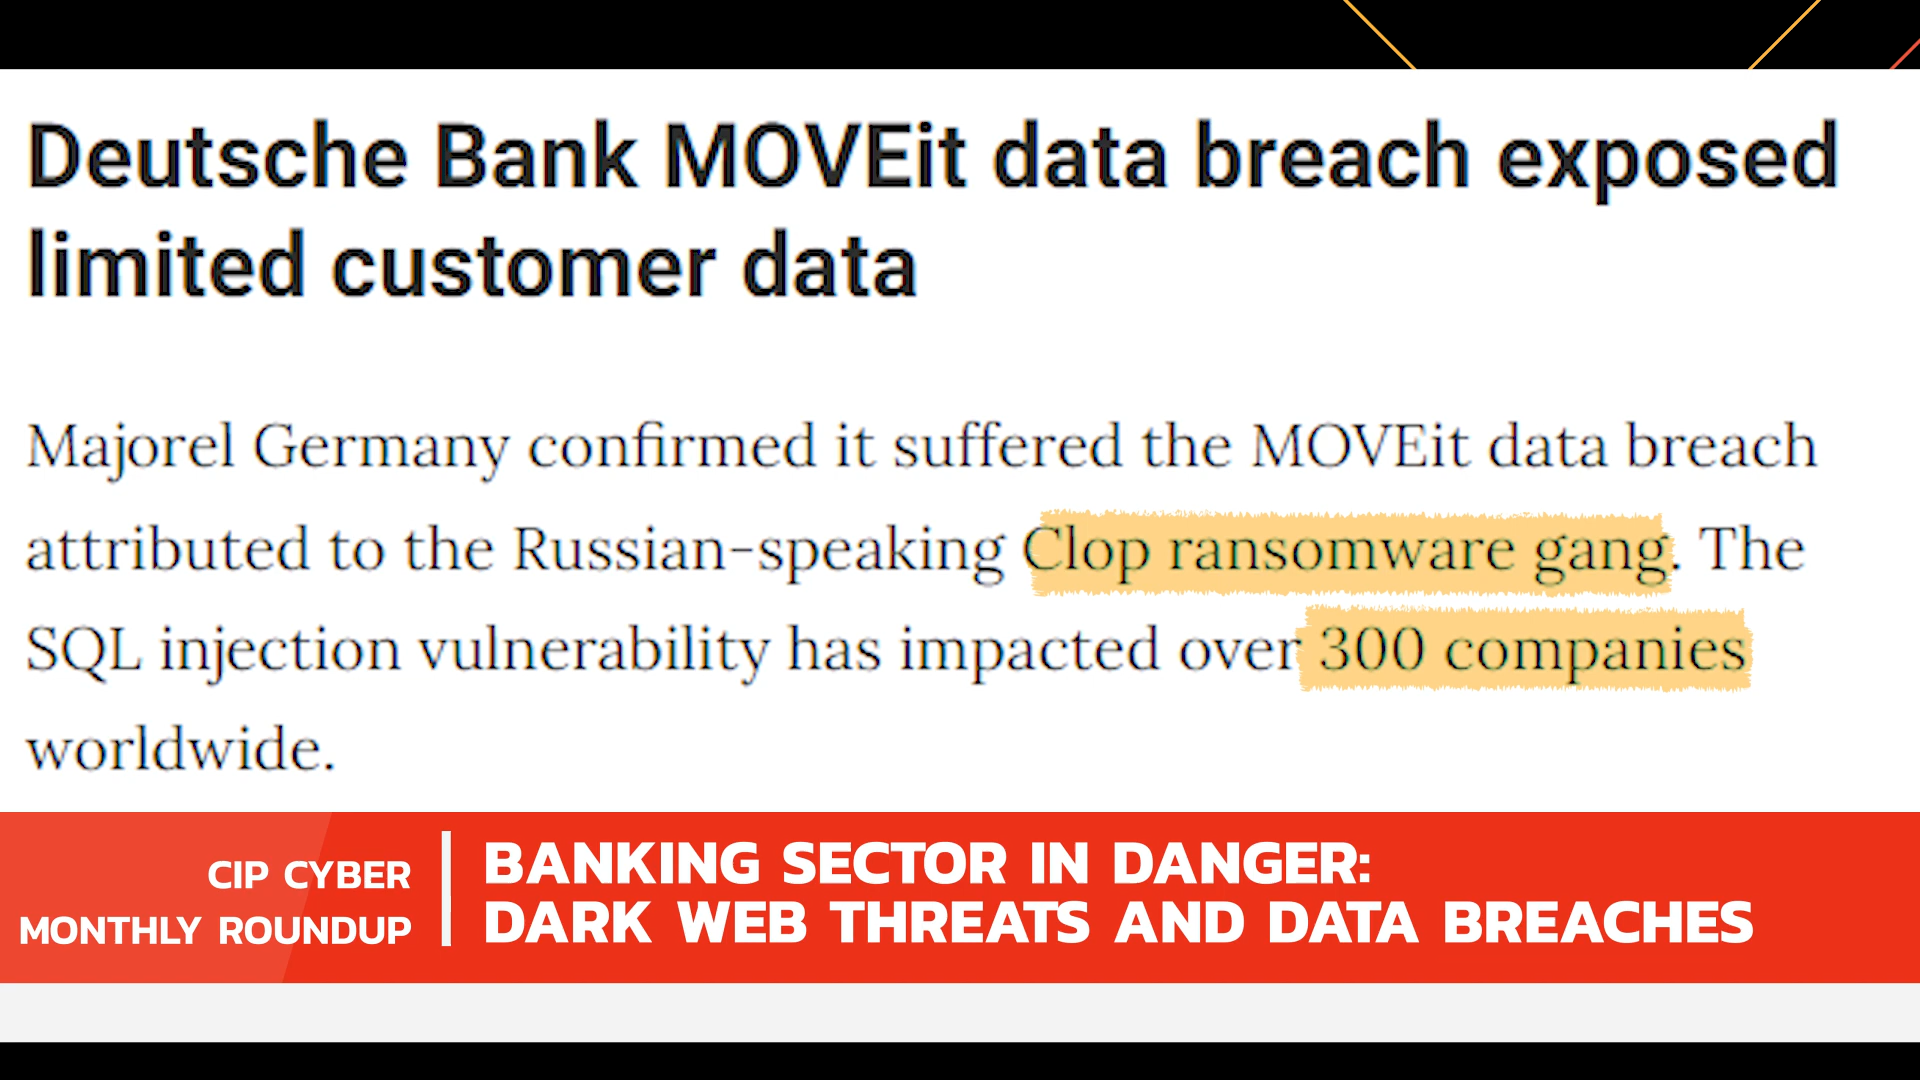 Deutsche Bank MOVEit data breach exposed
limited customer data
Majorel Germany confirmed it suffered the MOVEit data breach
attributed to the Russian-speaking Clop ransomware gang. The
SQL injection vulnerability has impacted over 300 companies
worldwide.
CIP CYBER
MONTHLY ROUNDUP
BANKING SECTOR IN DANGER:
DARK WEB THREATS AND DATA BREACHES